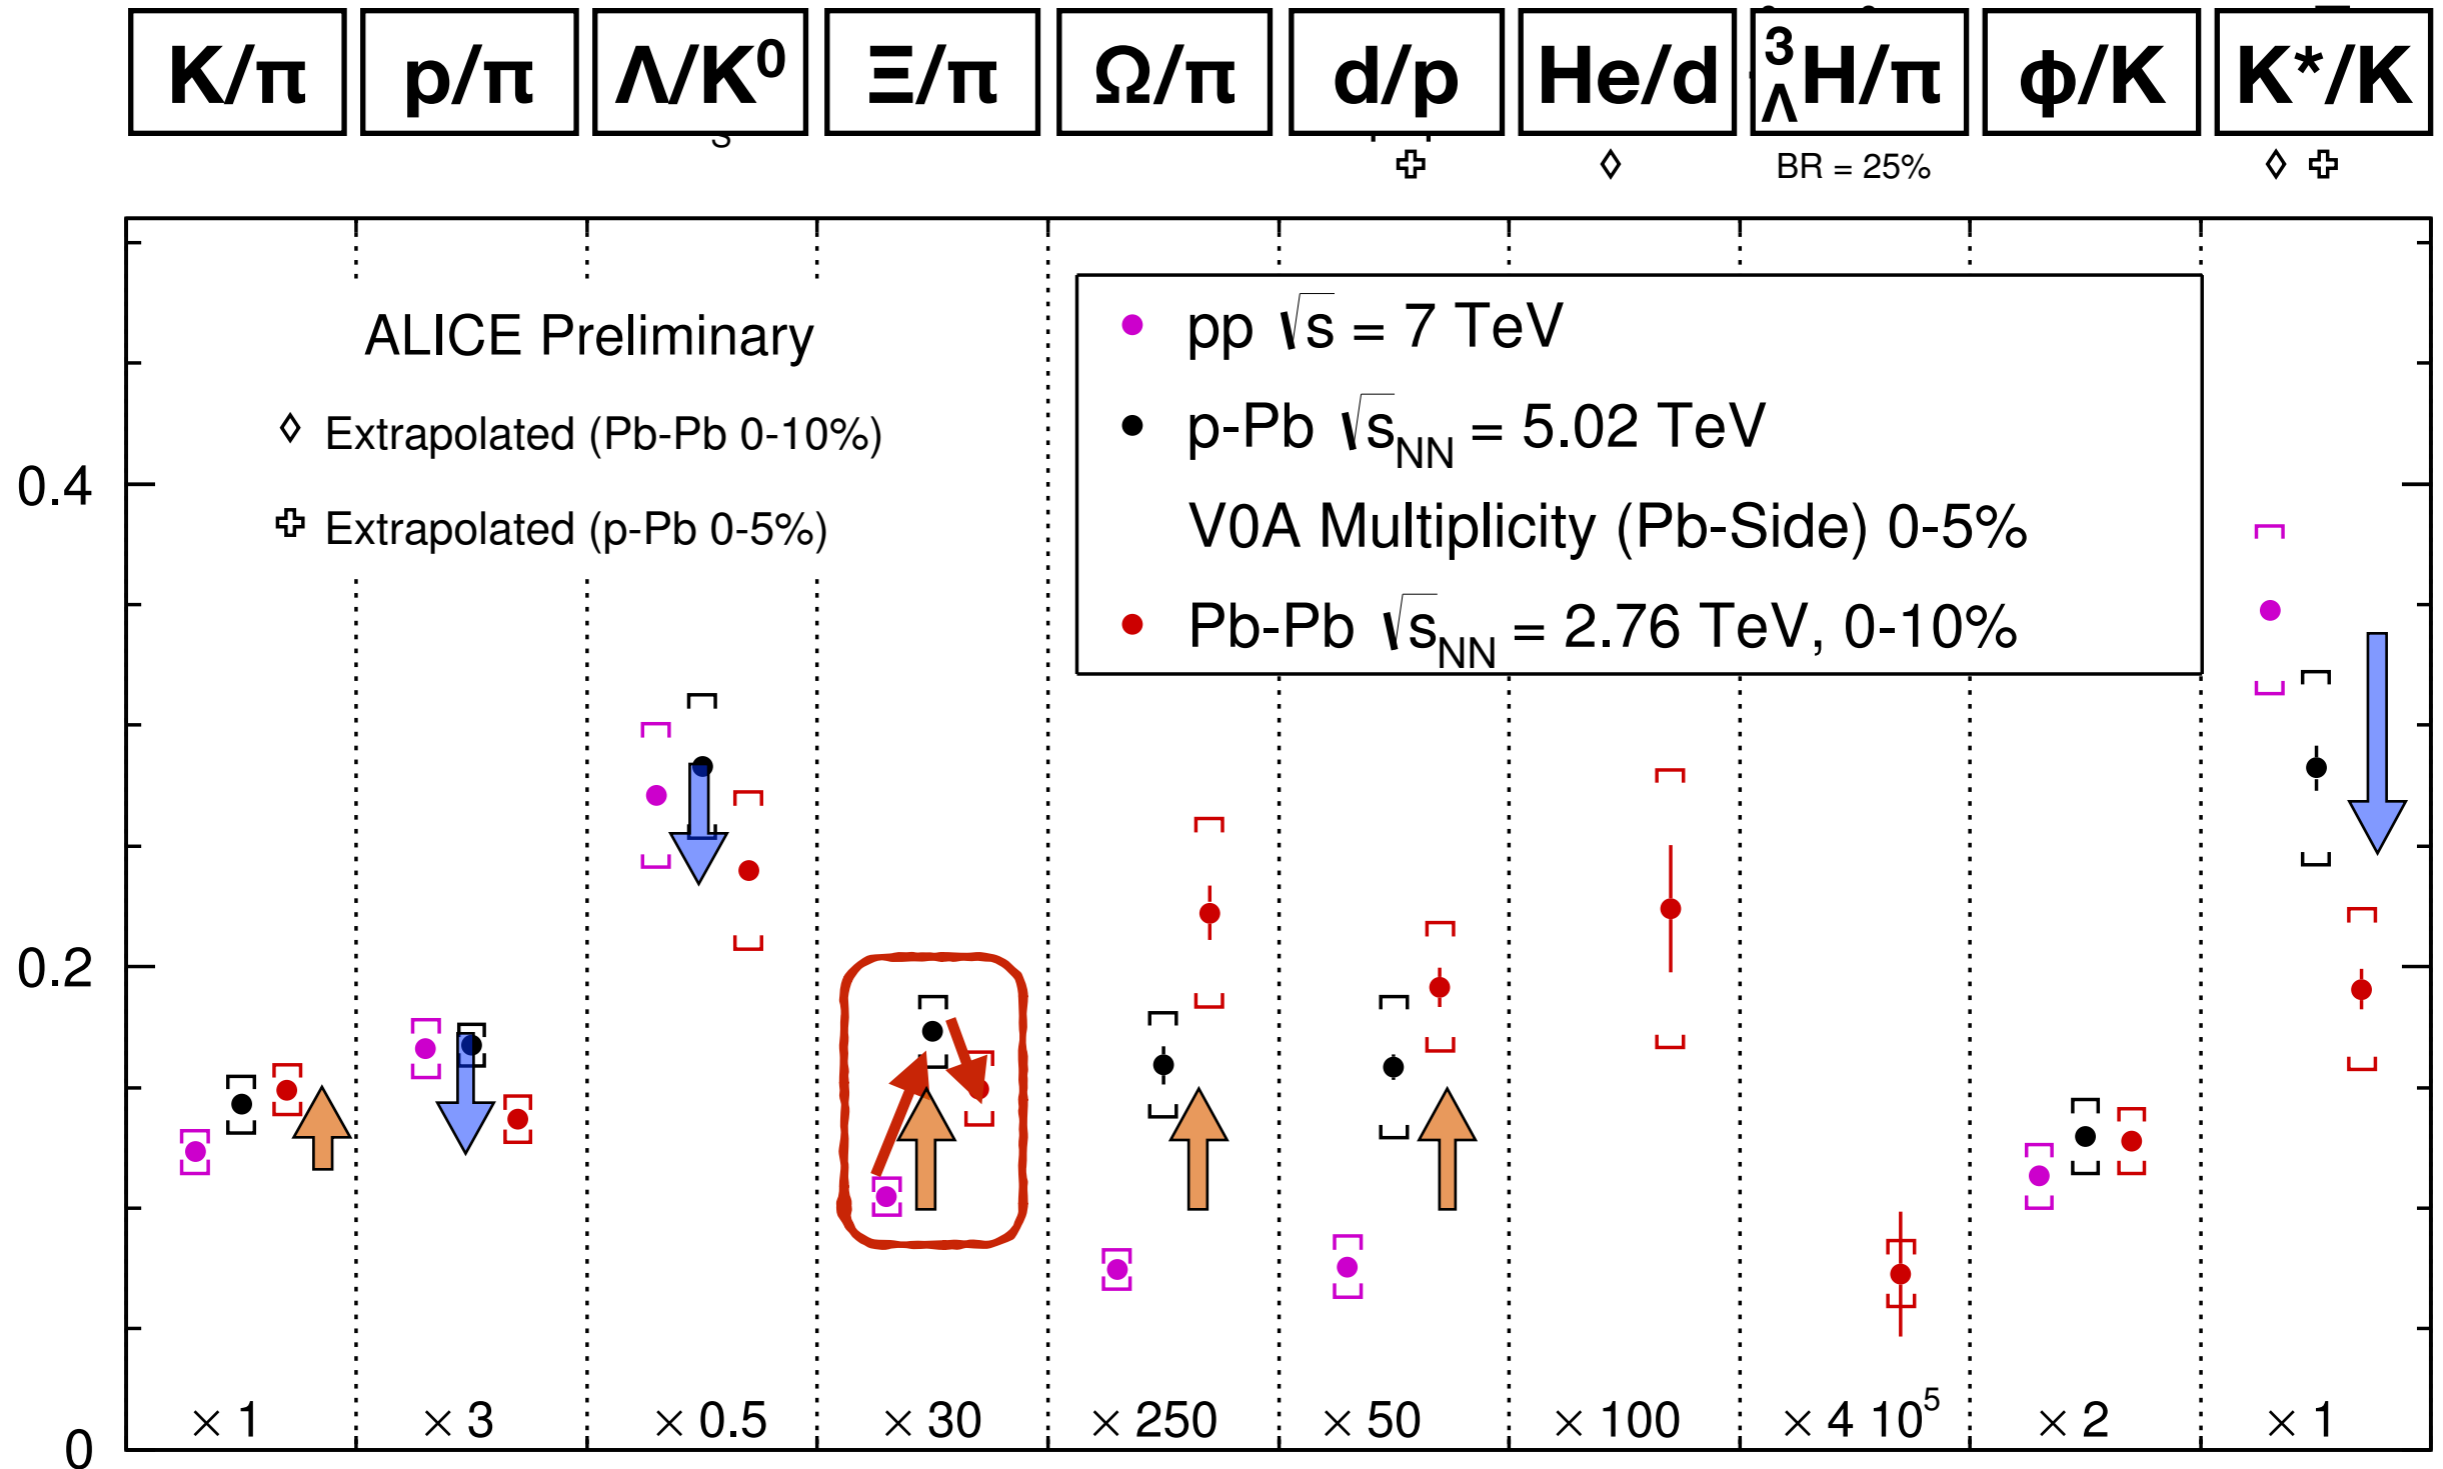 K/π p/π Λ/K⁰ Ξ/π Ω/π d/p He/d ³ΛH/π ϕ/K K*/K
s
BR = 25%
ALICE Preliminary
Extrapolated (Pb-Pb 0-10%)
Extrapolated (p-Pb 0-5%)
pp √s = 7 TeV
p-Pb √sNN = 5.02 TeV
V0A Multiplicity (Pb-Side) 0-5%
Pb-Pb √sNN = 2.76 TeV, 0-10%
0.4
0.2
0
× 1 × 3 × 0.5 × 30 × 250 × 50 × 100 × 4 10⁵ × 2 × 1